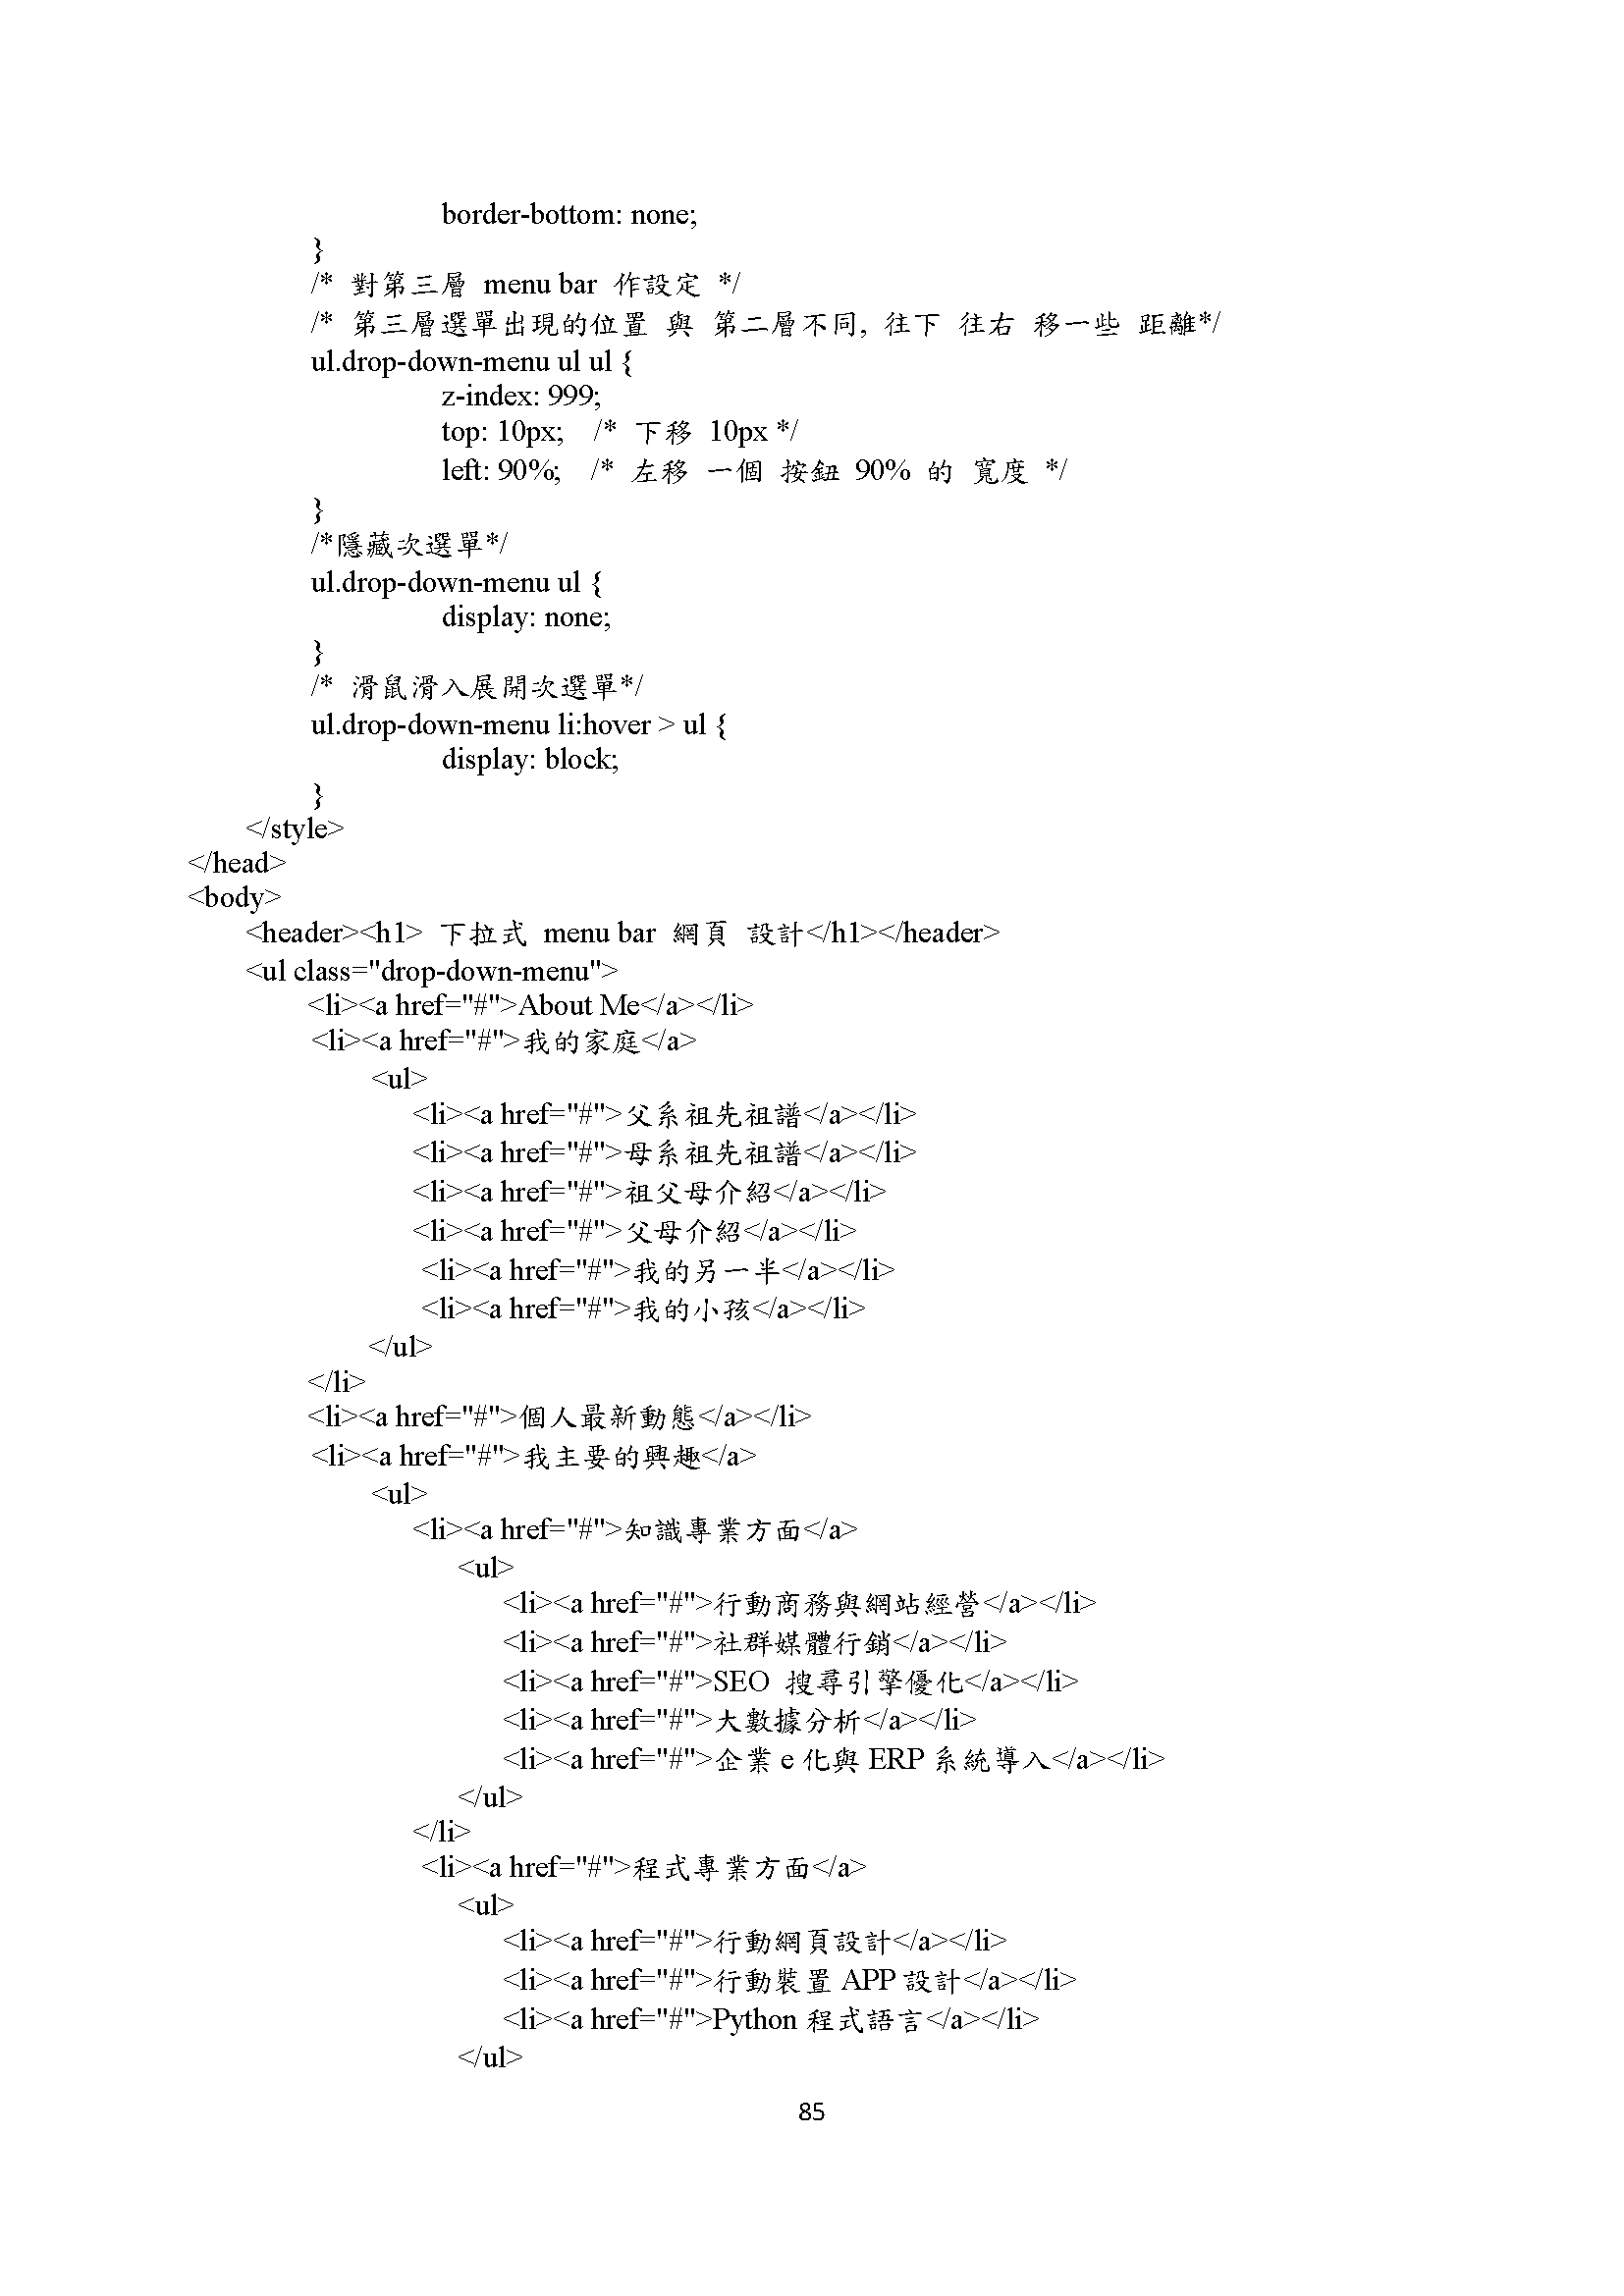 border-bottom: none;
}
/* 對第三層 menu bar 作設定 */
/* 第三層選單出現的位置 與 第二層不同, 往下 往右 移一些 距離*/
ul.drop-down-menu ul ul {
z-index: 999;
top: 10px; /* 下移 10px */
left: 90%; /* 左移 一個 按鈕 90% 的 寬度 */
}
/*隱藏次選單*/
ul.drop-down-menu ul {
display: none;
}
/* 滑鼠滑入展開次選單*/
ul.drop-down-menu li:hover > ul {
display: block;
}
</style>
</head>
<body>
<header><h1> 下拉式 menu bar 網頁 設計</h1></header>
<ul class="drop-down-menu">
<li><a href="#">About Me</a></li>
<li><a href="#">我的家庭</a>
<ul>
<li><a href="#">父系祖先祖譜</a></li>
<li><a href="#">母系祖先祖譜</a></li>
<li><a href="#">祖父母介紹</a></li>
<li><a href="#">父母介紹</a></li>
<li><a href="#">我的另一半</a></li>
<li><a href="#">我的小孩</a></li>
</ul>
</li>
<li><a href="#">個人最新動態</a></li>
<li><a href="#">我主要的興趣</a>
<ul>
<li><a href="#">知識專業方面</a>
<ul>
<li><a href="#">行動商務與網站經營</a></li>
<li><a href="#">社群媒體行銷</a></li>
<li><a href="#">SEO 搜尋引擎優化</a></li>
<li><a href="#">大數據分析</a></li>
<li><a href="#">企業 e 化與 ERP 系統導入</a></li>
</ul>
</li>
<li><a href="#">程式專業方面</a>
<ul>
<li><a href="#">行動網頁設計</a></li>
<li><a href="#">行動裝置 APP 設計</a></li>
<li><a href="#">Python 程式語言</a></li>
</ul>
85